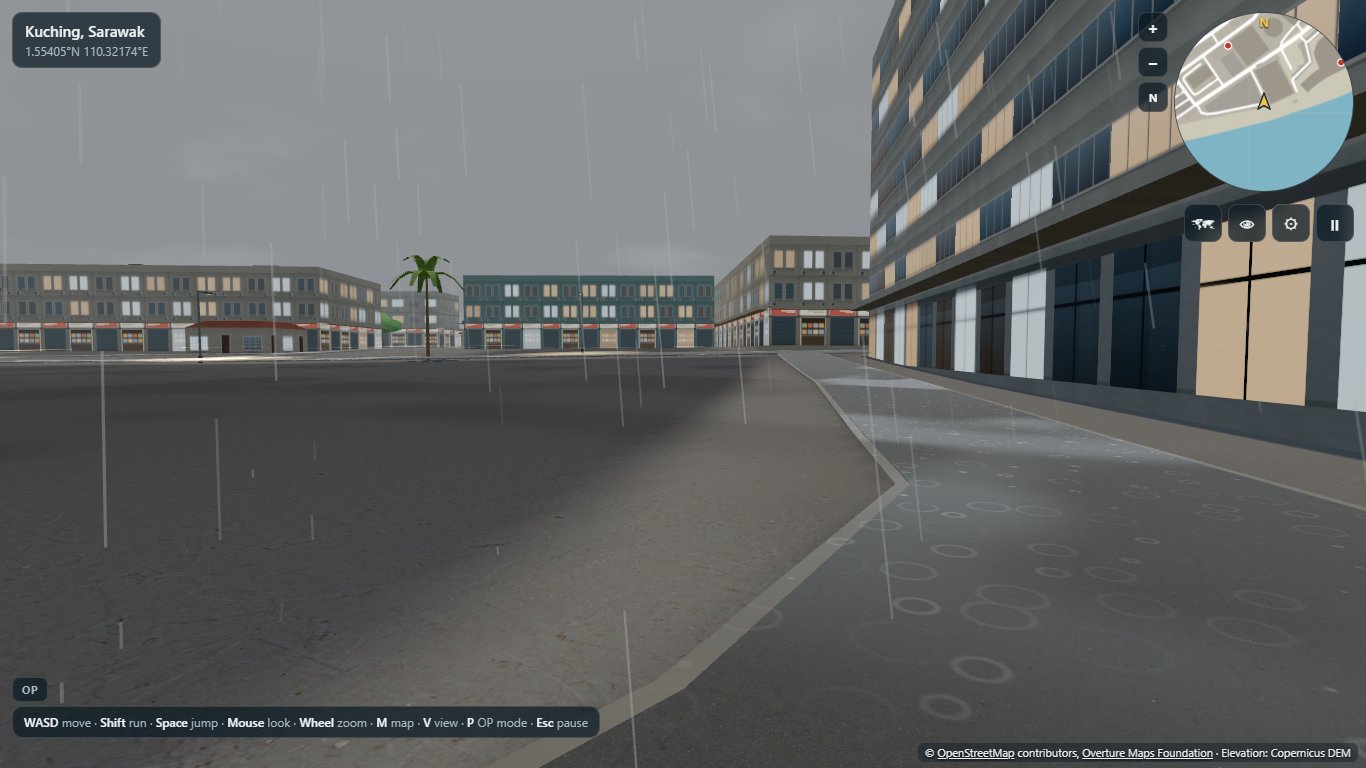 Kuching, Sarawak
1.55405°N 110.32174°E
+
−
N
N
OP
WASD move · Shift run · Space jump · Mouse look · Wheel zoom · M map · V view · P OP mode · Esc pause
© OpenStreetMap contributors, Overture Maps Foundation · Elevation: Copernicus DEM